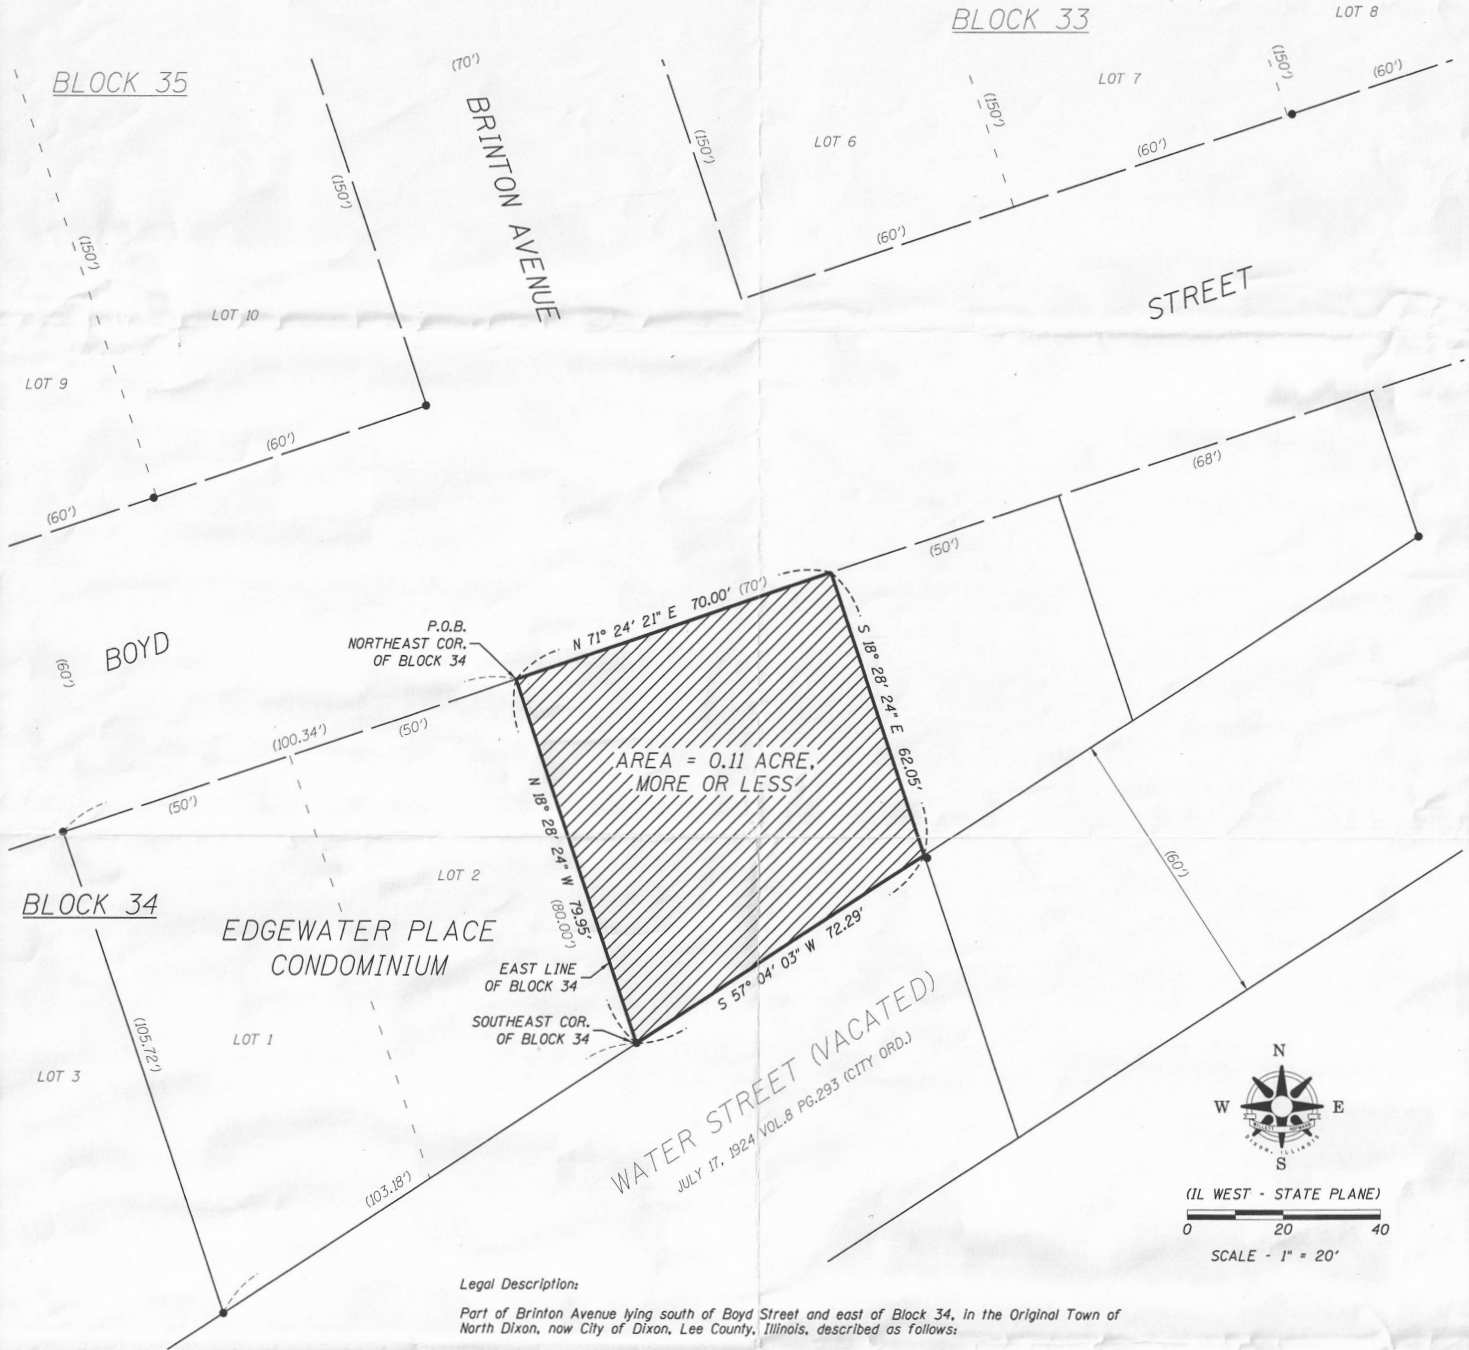 BLOCK 33
LOT 8
BLOCK 35
(70')
(150')
LOT 7
(150')
(60')
BRINTON AVENUE
(150')
(150')
LOT 6
(60')
(150')
(60')
LOT 10
STREET
LOT 9
(60')
(60')
(68')
(50')
P.O.B.
NORTHEAST COR.
OF BLOCK 34
N 71° 24' 21" E 70.00' (70')
BOYD
(60')
S 18° 28' 24" E 62.05'
(100.34')
(50')
(50')
AREA = 0.11 ACRE,
MORE OR LESS
N 18° 28' 24" W 79.95'
(80.00')
LOT 2
(60')
BLOCK 34
EDGEWATER PLACE
CONDOMINIUM
EAST LINE
OF BLOCK 34
S 57° 04' 03" W 72.29'
SOUTHEAST COR.
OF BLOCK 34
(105.72')
LOT 1
LOT 3
WATER STREET (VACATED)
JULY 17, 1924 VOL.8 PG.293 (CITY ORD.)
(103.18')
N
W
E
DIXON, ILLINOIS
S
(IL WEST - STATE PLANE)
0 20 40
SCALE - 1" = 20'
Legal Description:
Part of Brinton Avenue lying south of Boyd Street and east of Block 34, in the Original Town of
North Dixon, now City of Dixon, Lee County, Illinois, described as follows: